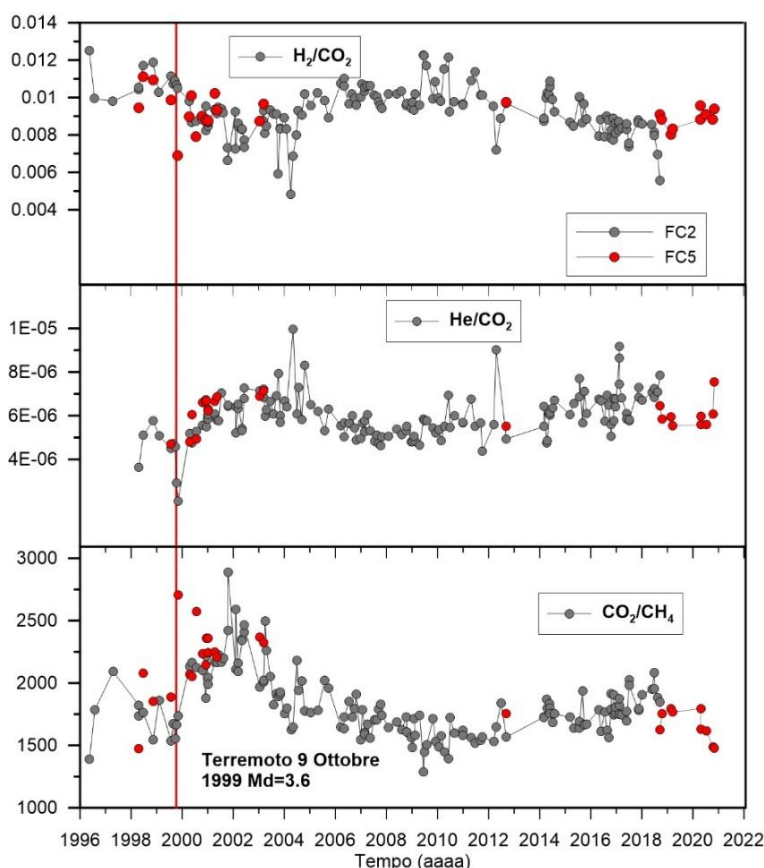 0.014
0.012
0.01
0.008
0.006
0.004
H₂/CO₂
FC2
FC5
1E-05
8E-06
6E-06
4E-06
He/CO₂
3000
2500
2000
1500
1000
CO₂/CH₄
Terremoto 9 Ottobre
1999 Md=3.6
1996 1998 2000 2002 2004 2006 2008 2010 2012 2014 2016 2018 2020 2022
Tempo (aaaa)